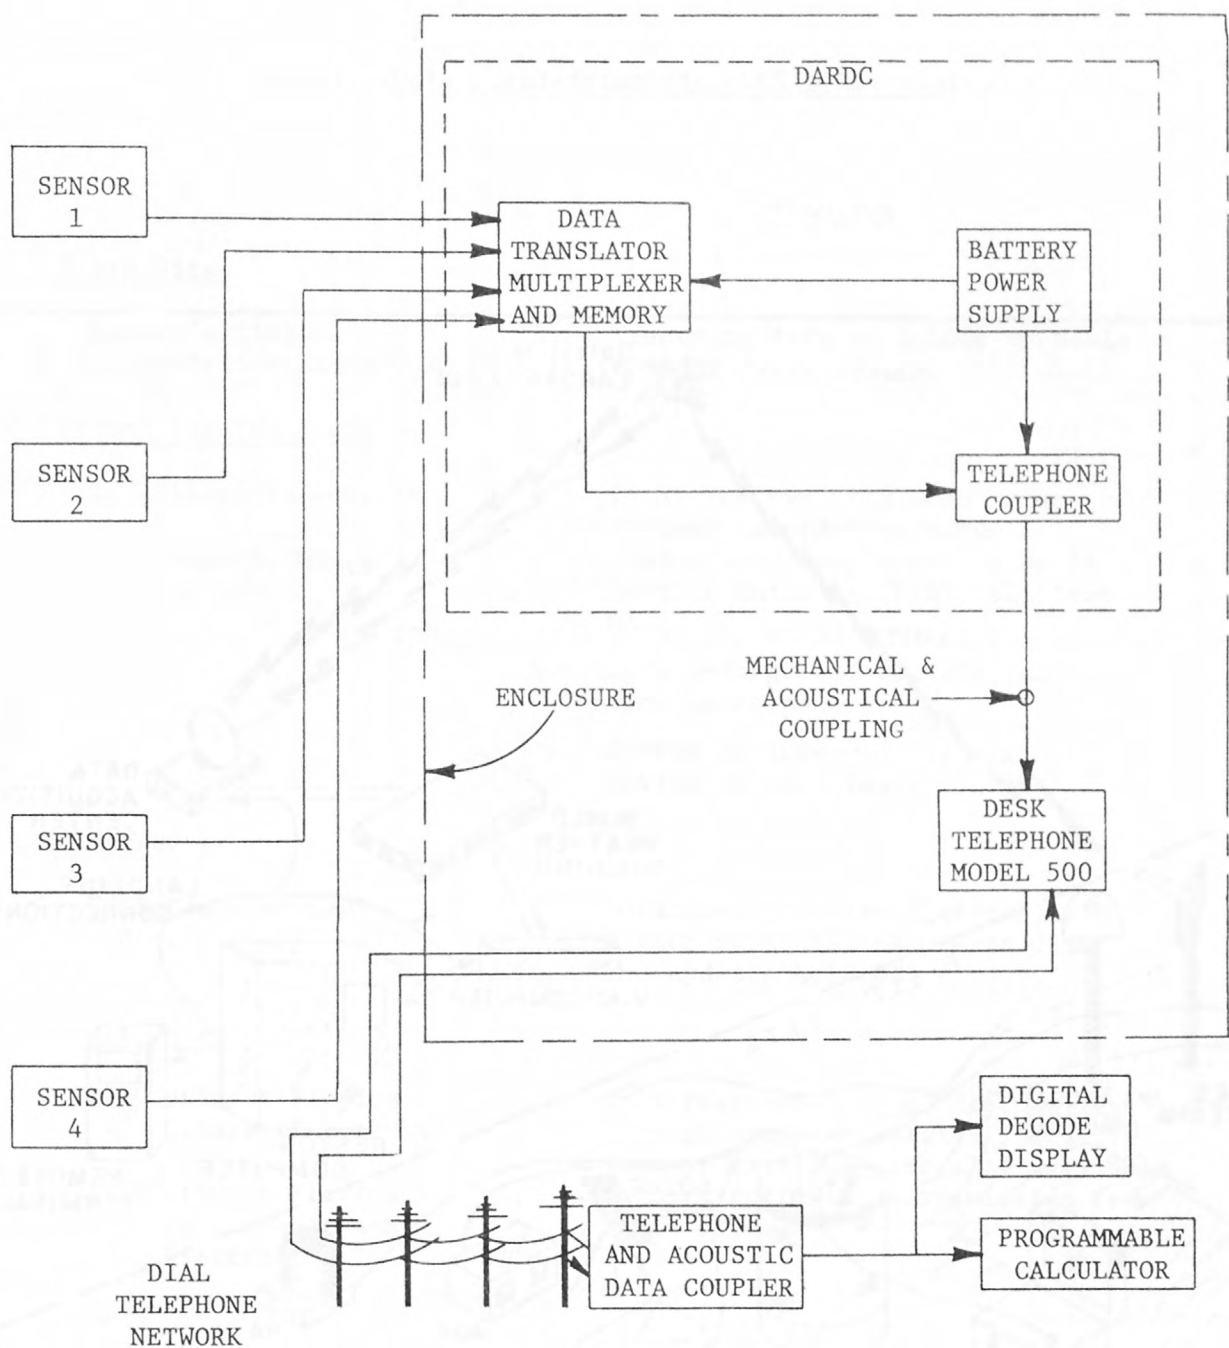 DARDC
SENSOR
1
DATA
TRANSLATOR
MULTIPLEXER
AND MEMORY
BATTERY
POWER
SUPPLY
SENSOR
2
TELEPHONE
COUPLER
MECHANICAL &
ACOUSTICAL
COUPLING
ENCLOSURE
SENSOR
3
DESK
TELEPHONE
MODEL 500
SENSOR
4
DIGITAL
DECODE
DISPLAY
TELEPHONE
AND ACOUSTIC
DATA COUPLER
PROGRAMMABLE
CALCULATOR
DIAL
TELEPHONE
NETWORK